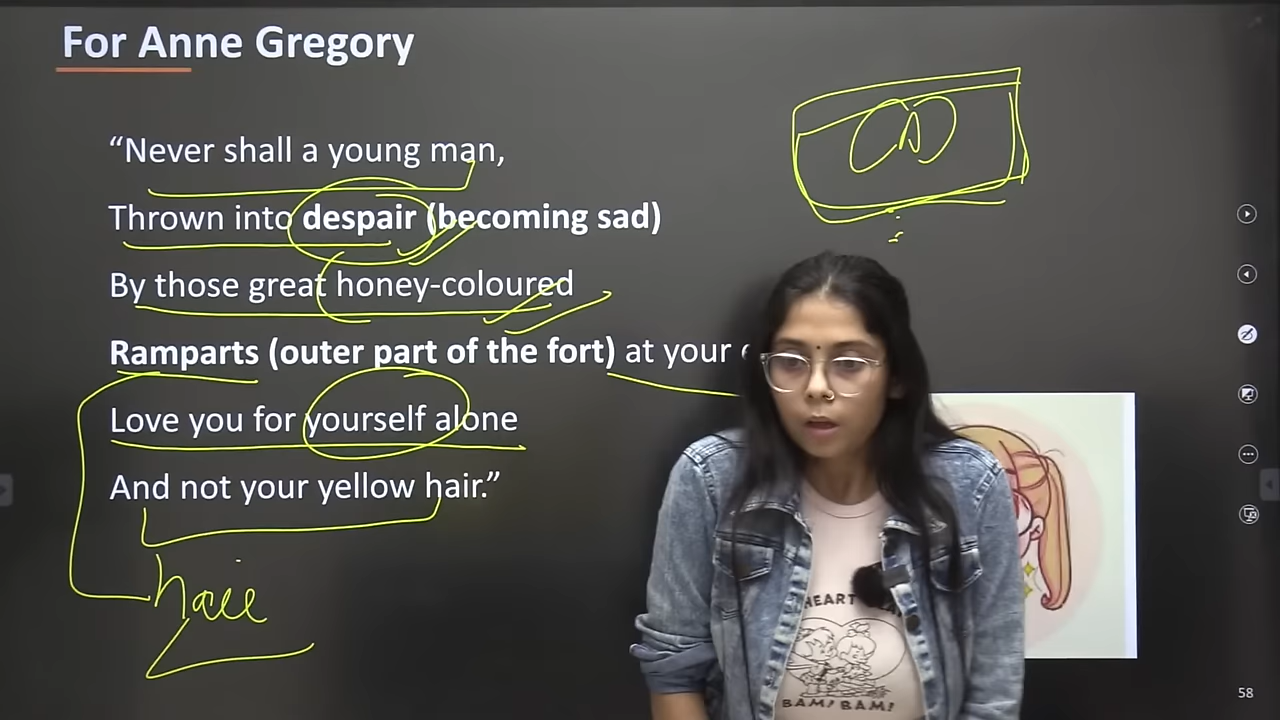 For Anne Gregory
“Never shall a young man,
Thrown into despair (becoming sad)
By those great honey-coloured
Ramparts (outer part of the fort) at your
Love you for yourself alone
And not your yellow hair.”
hair
HEART
BAM! BAM!
58